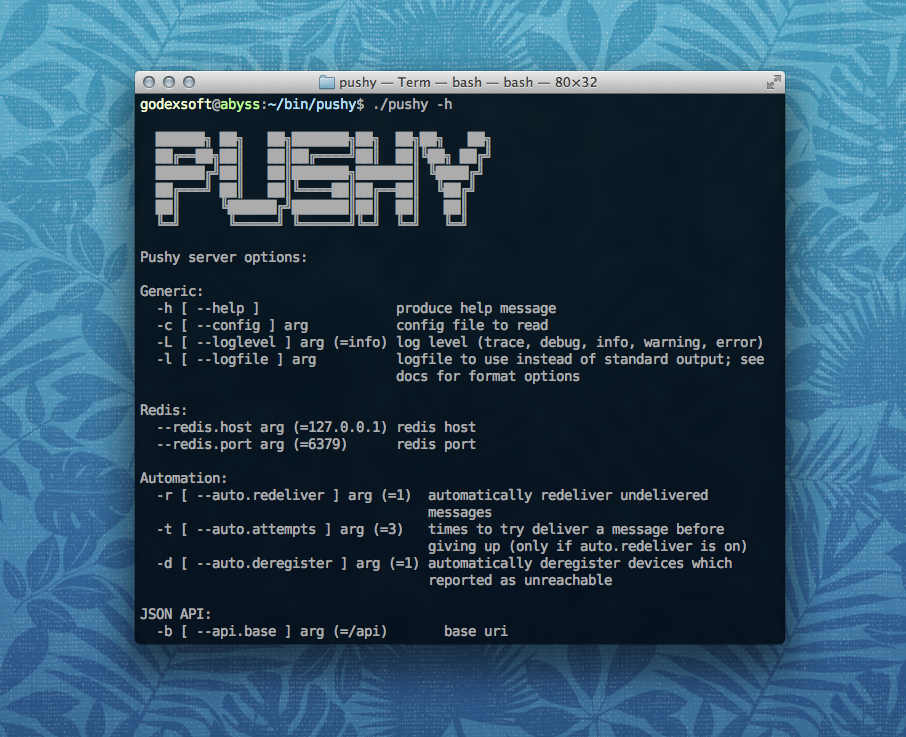 pushy — Term — bash — bash — 80×32
godexsoft@abyss:~/bin/pushy$ ./pushy -h
PUSHY
Pushy server options:
Generic:
-h [ --help ] produce help message
-c [ --config ] arg config file to read
-L [ --loglevel ] arg (=info) log level (trace, debug, info, warning, error)
-l [ --logfile ] arg logfile to use instead of standard output; see
docs for format options
Redis:
--redis.host arg (=127.0.0.1) redis host
--redis.port arg (=6379) redis port
Automation:
-r [ --auto.redeliver ] arg (=1) automatically redeliver undelivered
messages
-t [ --auto.attempts ] arg (=3) times to try deliver a message before
giving up (only if auto.redeliver is on)
-d [ --auto.deregister ] arg (=1) automatically deregister devices which
reported as unreachable
JSON API:
-b [ --api.base ] arg (=/api) base uri